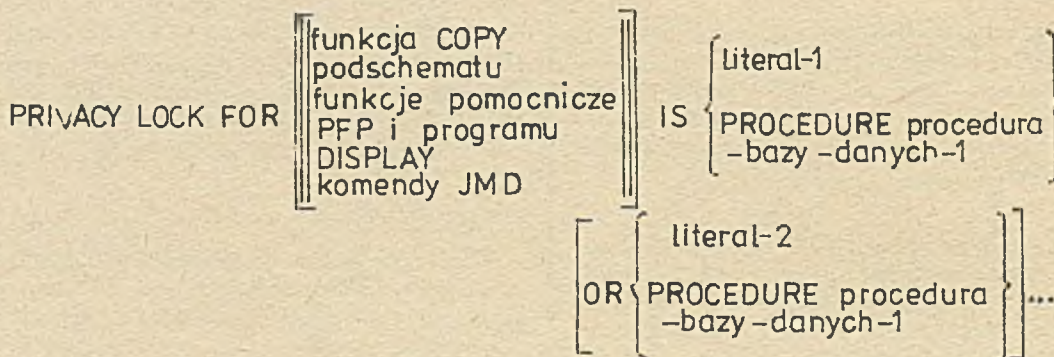 PRIVACY LOCK FOR
funkcja COPY
podschematu
funkcje pomocnicze
PFP i programu
DISPLAY
komendy JMD
IS
literal-1
PROCEDURE procedura
-bazy-danych-1
OR
literal-2
PROCEDURE procedura
-bazy-danych-1
...